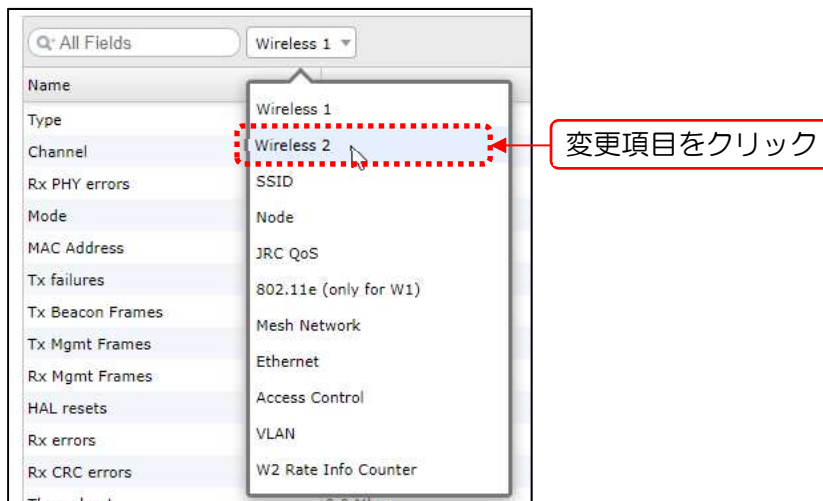 All Fields
Wireless 1
Name
Type
Channel
Rx PHY errors
Mode
MAC Address
Tx failures
Tx Beacon Frames
Tx Mgmt Frames
Rx Mgmt Frames
HAL resets
Rx errors
Rx CRC errors
Wireless 1
Wireless 2
SSID
Node
JRC QoS
802.11e (only for W1)
Mesh Network
Ethernet
Access Control
VLAN
W2 Rate Info Counter
変更項目をクリック